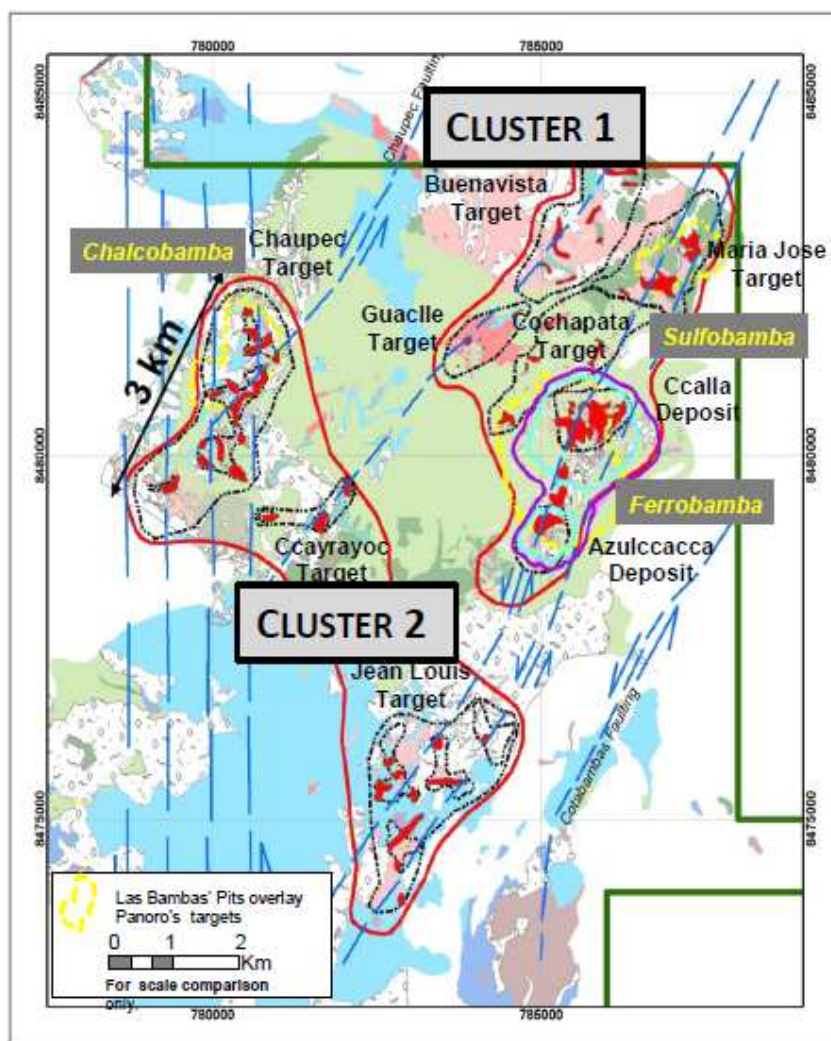 780000
785000
8485000
8485000
Chaupec Faulting
CLUSTER 1
Buenavista
Target
Chalcobamba
Chaupec
Target
Maria Jose
Target
Guaclle
Target
Cochapata
Target
Sulfobamba
3 km
Ccalla
Deposit
8480000
8480000
Ferrobamba
Ccayrayoc
Target
Azulccacca
Deposit
CLUSTER 2
Jean Louis
Target
Cotabambas Faulting
8475000
8475000
Las Bambas' Pits overlay
Panoro's targets
0 1 2
Km
For scale comparison
only.
780000
785000